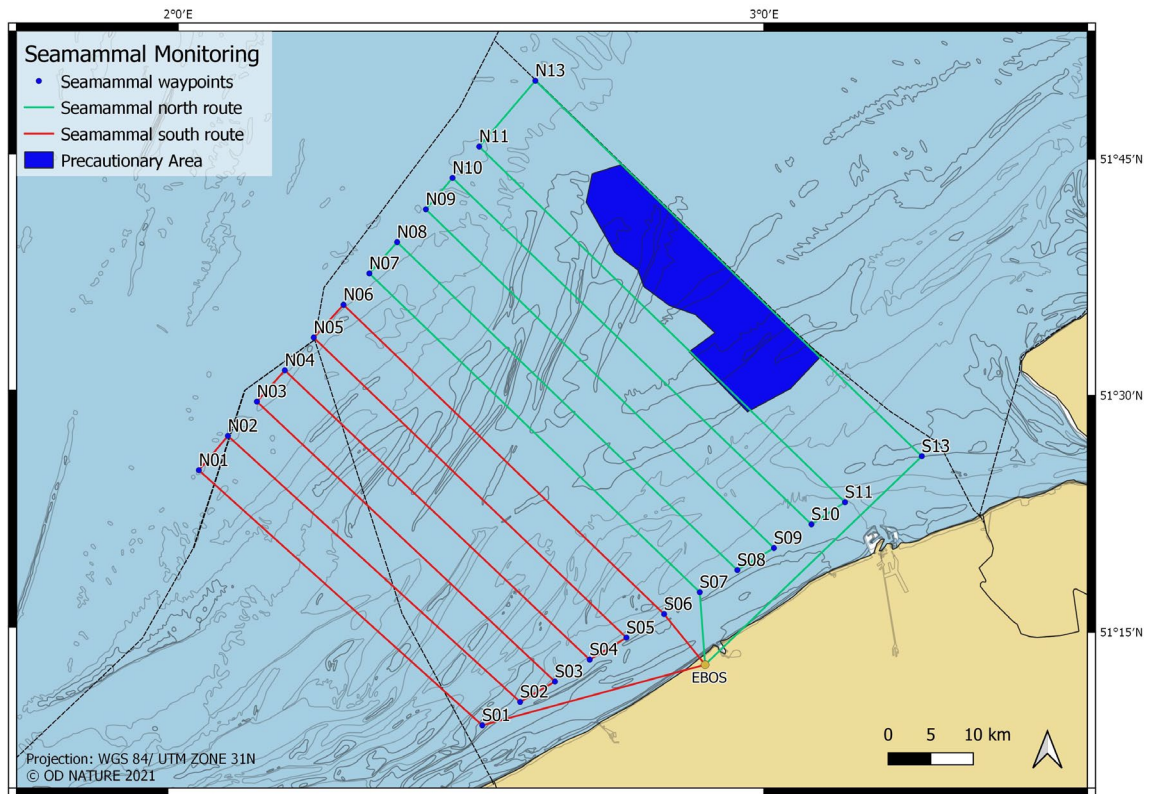 2°0'E
3°0'E
Seamammal Monitoring
Seamammal waypoints
Seamammal north route
Seamammal south route
Precautionary Area
N13
N11
51°45'N
N10
N09
N08
N07
N06
N05
N04
51°30'N
N03
N02
S13
N01
S11
S10
S09
S08
S07
S06
S05
51°15'N
S04
S03
EBOS
S02
S01
0 5 10 km
Projection: WGS 84/ UTM ZONE 31N
© OD NATURE 2021